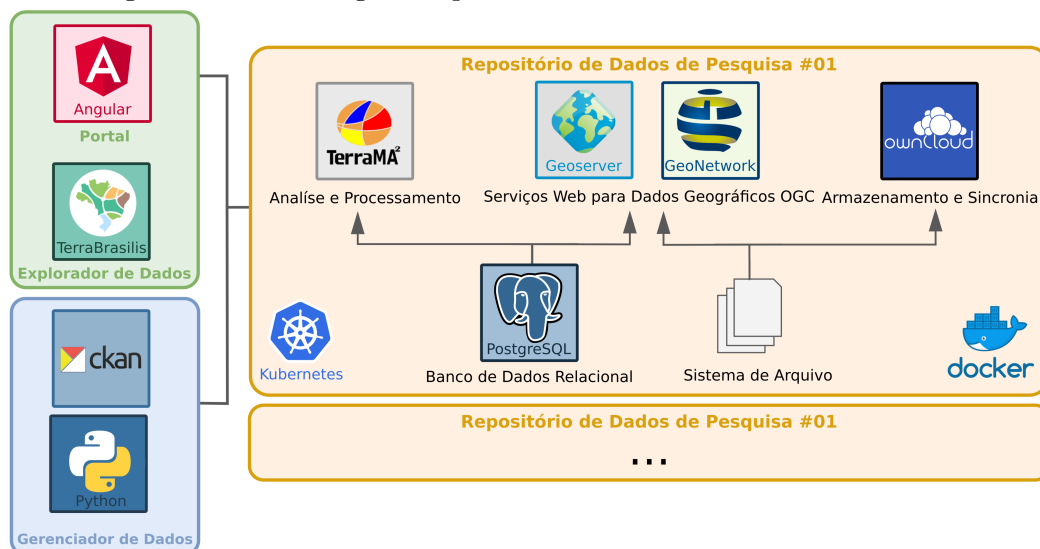 Angular
Portal
TerraBrasilis
Explorador de Dados
ckan
Python
Gerenciador de Dados
Repositório de Dados de Pesquisa #01
TerraMA²
Geoserver
GeoNetwork
ownCloud
Analíse e Processamento
Serviços Web para Dados Geográficos OGC
Armazenamento e Sincronia
PostgreSQL
Kubernetes
docker
Banco de Dados Relacional
Sistema de Arquivo
Repositório de Dados de Pesquisa #01
...